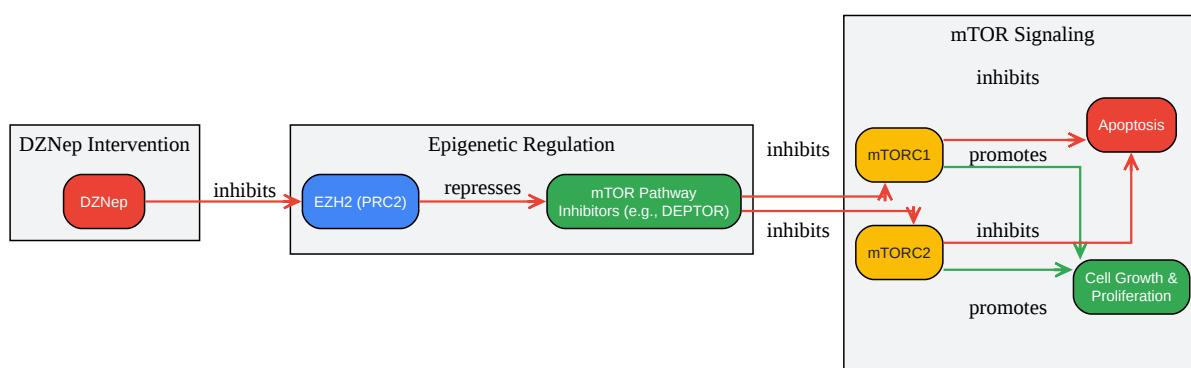 DZNep Intervention
DZNep
inhibits
Epigenetic Regulation
EZH2 (PRC2)
represses
mTOR Pathway
Inhibitors (e.g., DEPTOR)
inhibits
inhibits
mTOR Signaling
inhibits
Apoptosis
mTORC1
promotes
mTORC2
inhibits
Cell Growth &
Proliferation
promotes